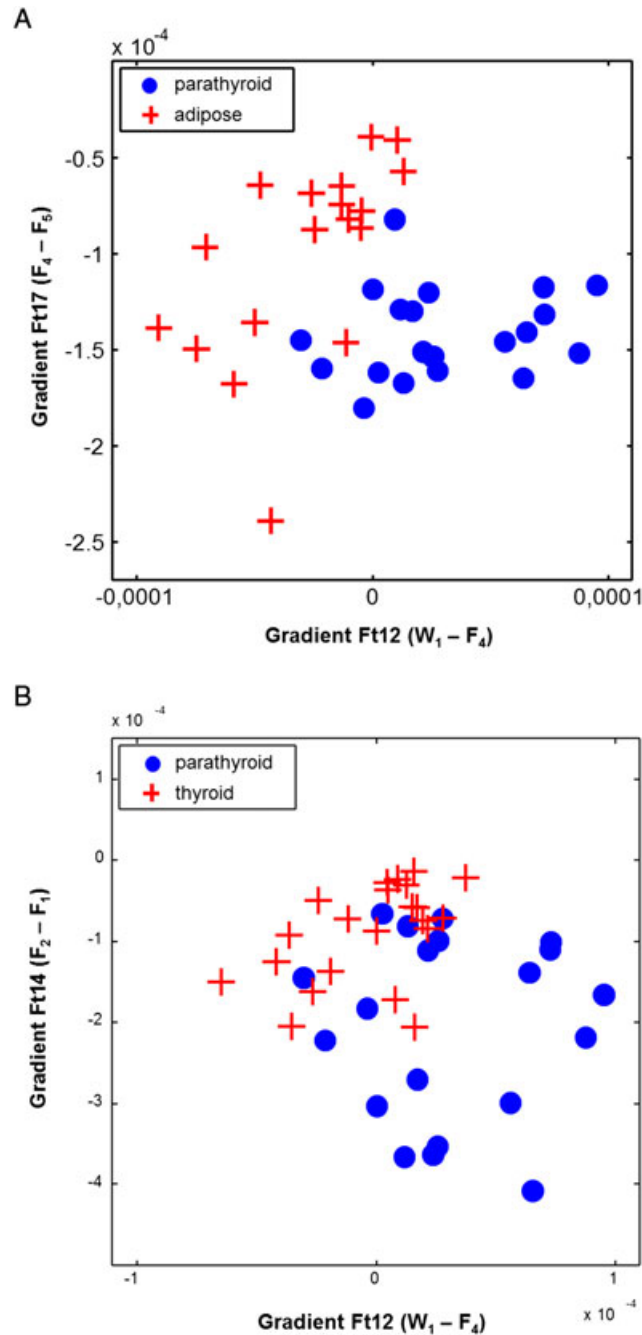 A
x 10⁻⁴
parathyroid
adipose
-0.5
-1
-1.5
-2
-2.5
Gradient Ft17 (F₄ – F₅)
-0,0001 0 0,0001
Gradient Ft12 (W₁ – F₄)
B
x 10⁻⁴
parathyroid
thyroid
1
0
-1
-2
-3
-4
Gradient Ft14 (F₂ – F₁)
-1 0 1
x 10⁻⁴
Gradient Ft12 (W₁ – F₄)